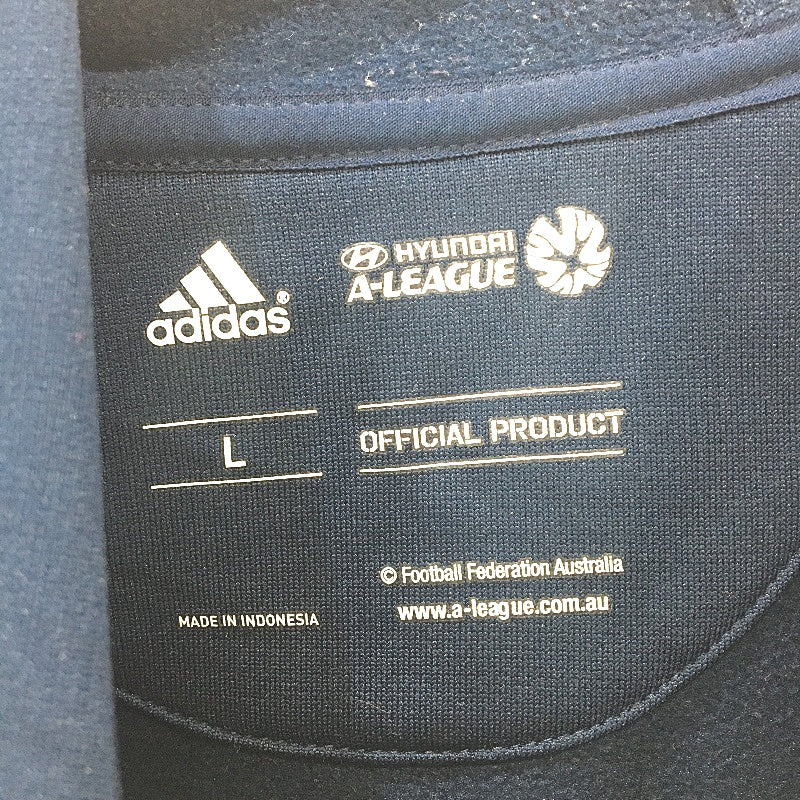 adidas®
HYUNDAI
A-LEAGUE
L
OFFICIAL PRODUCT
© Football Federation Australia
www.a-league.com.au
MADE IN INDONESIA